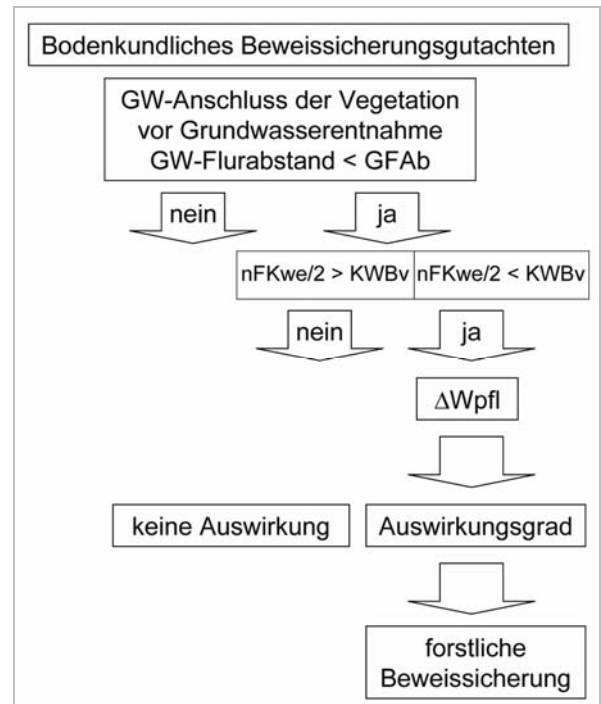 Bodenkundliches Beweissicherungsgutachten
GW-Anschluss der Vegetation
vor Grundwasserentnahme
GW-Flurabstand < GFAb
nein
ja
nFKwe/2 > KWBv
nFKwe/2 < KWBv
nein
ja
ΔWpfl
keine Auswirkung
Auswirkungsgrad
forstliche
Beweissicherung